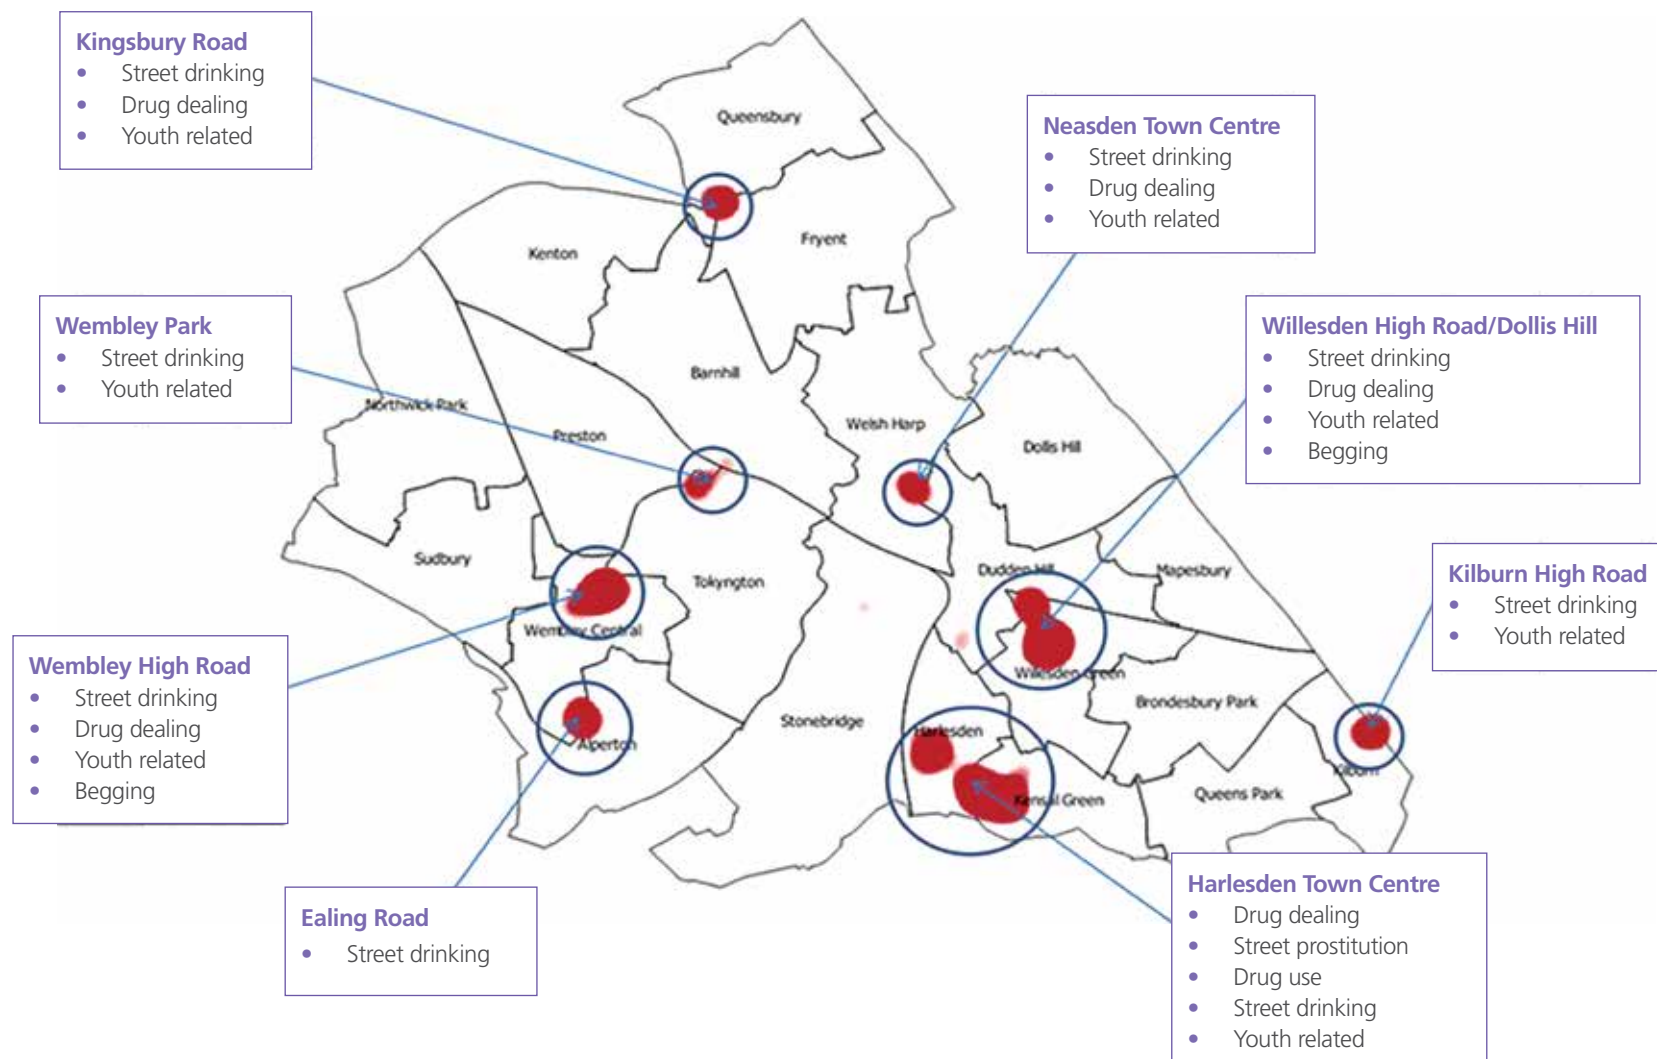 Kingsbury Road
• Street drinking
• Drug dealing
• Youth related
Neasden Town Centre
• Street drinking
• Drug dealing
• Youth related
Wembley Park
• Street drinking
• Youth related
Willesden High Road/Dollis Hill
• Street drinking
• Drug dealing
• Youth related
• Begging
Kilburn High Road
• Street drinking
• Youth related
Wembley High Road
• Street drinking
• Drug dealing
• Youth related
• Begging
Ealing Road
• Street drinking
Harlesden Town Centre
• Drug dealing
• Street prostitution
• Drug use
• Street drinking
• Youth related
Queensbury
Fryent
Kenton
Barnhill
Northwick Park
Preston
Welsh Harp
Dollis Hill
Sudbury
Tokyngton
Dudden Hill
Mapesbury
Wembley Central
Willesden Green
Brondesbury Park
Stonebridge
Harlesden
Alperton
Kensal Green
Queens Park
Kilburn